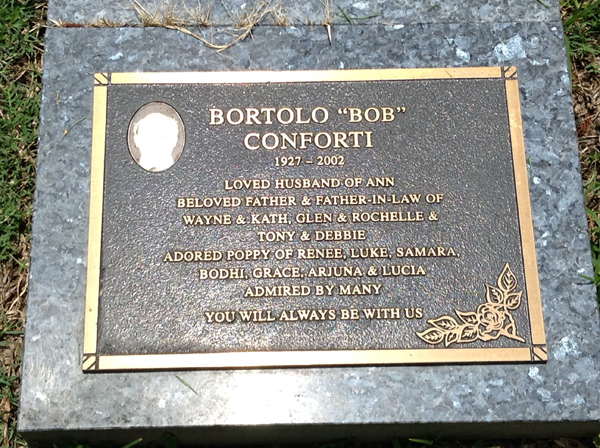 BORTOLO "BOB"
CONFORTI
1927 – 2002
LOVED HUSBAND OF ANN
BELOVED FATHER & FATHER-IN-LAW OF
WAYNE & KATH, GLEN & ROCHELLE &
TONY & DEBBIE
ADORED POPPY OF RENEE, LUKE, SAMARA,
BODHI, GRACE, ARJUNA & LUCIA
ADMIRED BY MANY
YOU WILL ALWAYS BE WITH US